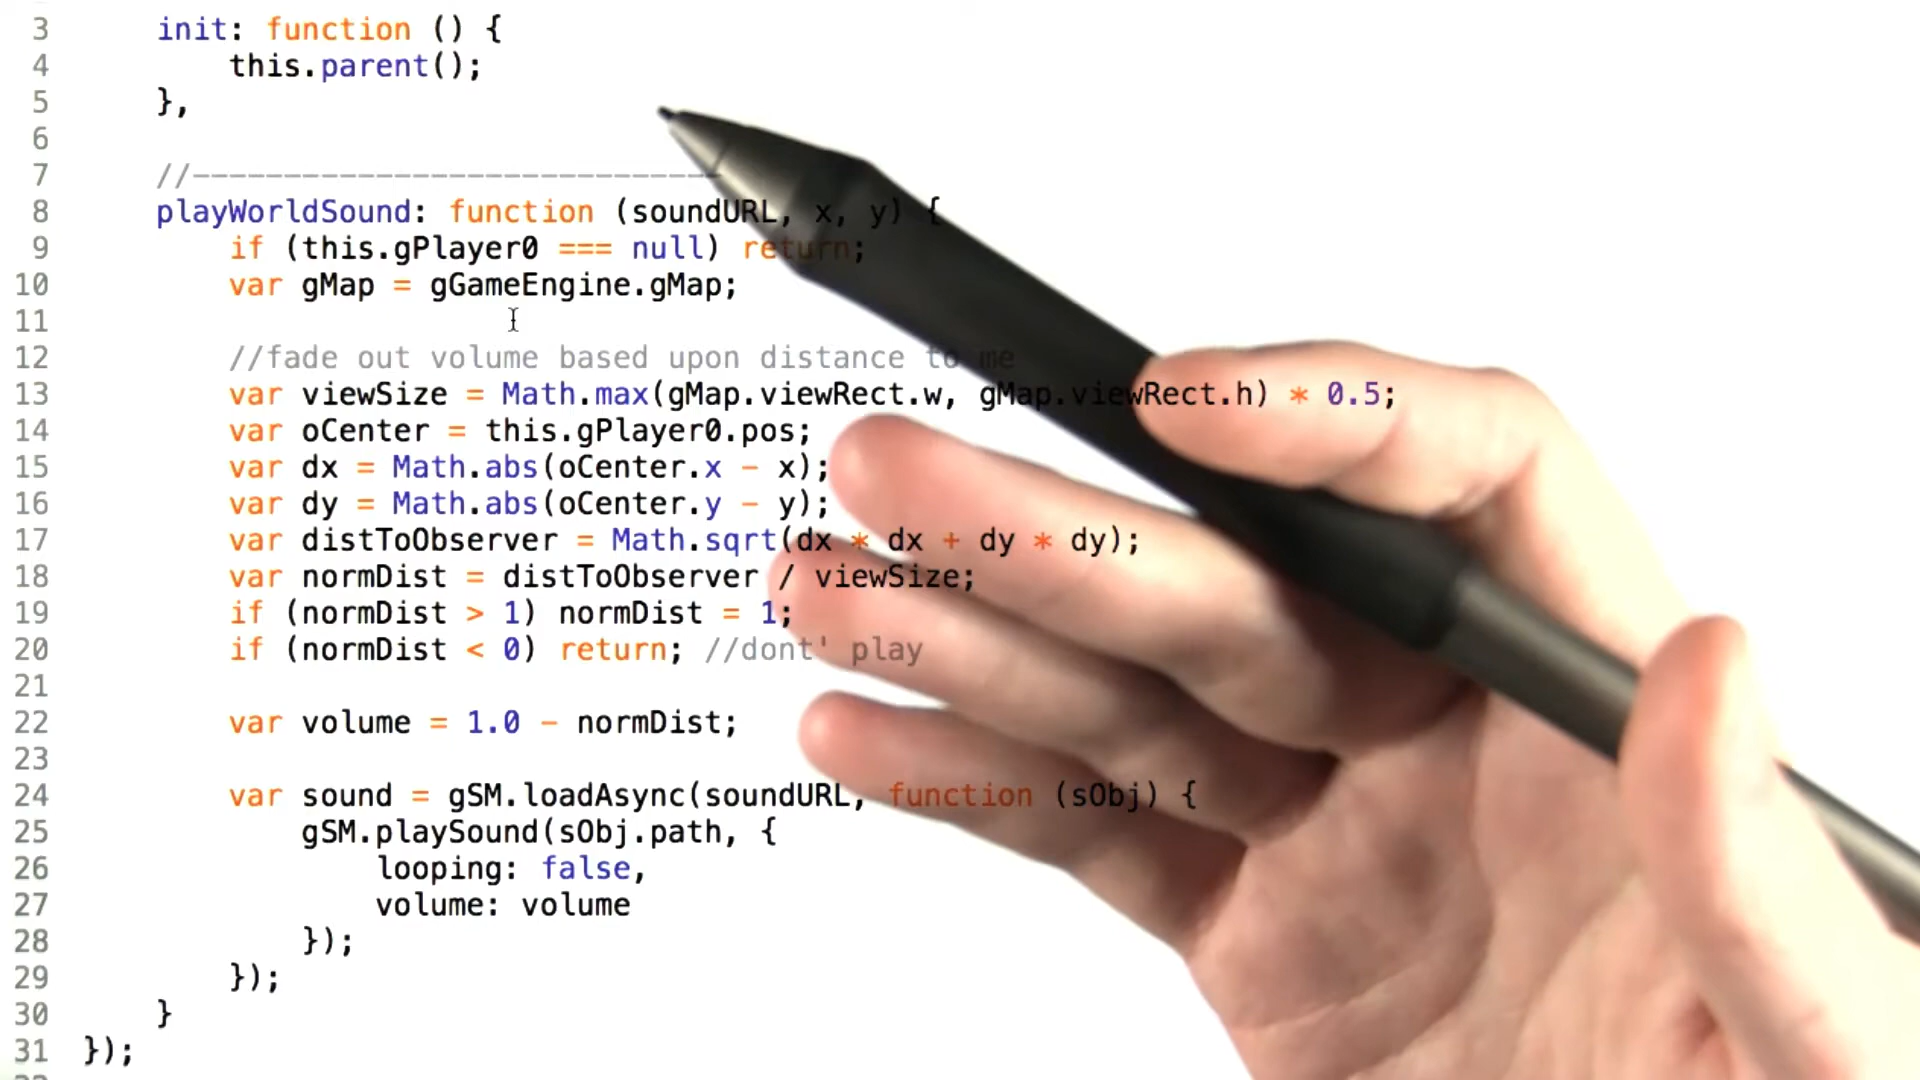 3 init: function () {
4 this.parent();
5 },
6
7 //-----------------------------
8 playWorldSound: function (soundURL, x, y) {
9 if (this.gPlayer0 === null) return;
10 var gMap = gGameEngine.gMap;
11
12 //fade out volume based upon distance to me
13 var viewSize = Math.max(gMap.viewRect.w, gMap.viewRect.h) * 0.5;
14 var oCenter = this.gPlayer0.pos;
15 var dx = Math.abs(oCenter.x - x);
16 var dy = Math.abs(oCenter.y - y);
17 var distToObserver = Math.sqrt(dx * dx + dy * dy);
18 var normDist = distToObserver / viewSize;
19 if (normDist > 1) normDist = 1;
20 if (normDist < 0) return; //dont' play
21
22 var volume = 1.0 - normDist;
23
24 var sound = gSM.loadAsync(soundURL, function (sObj) {
25 gSM.playSound(sObj.path, {
26 looping: false,
27 volume: volume
28 });
29 });
30 }
31 });